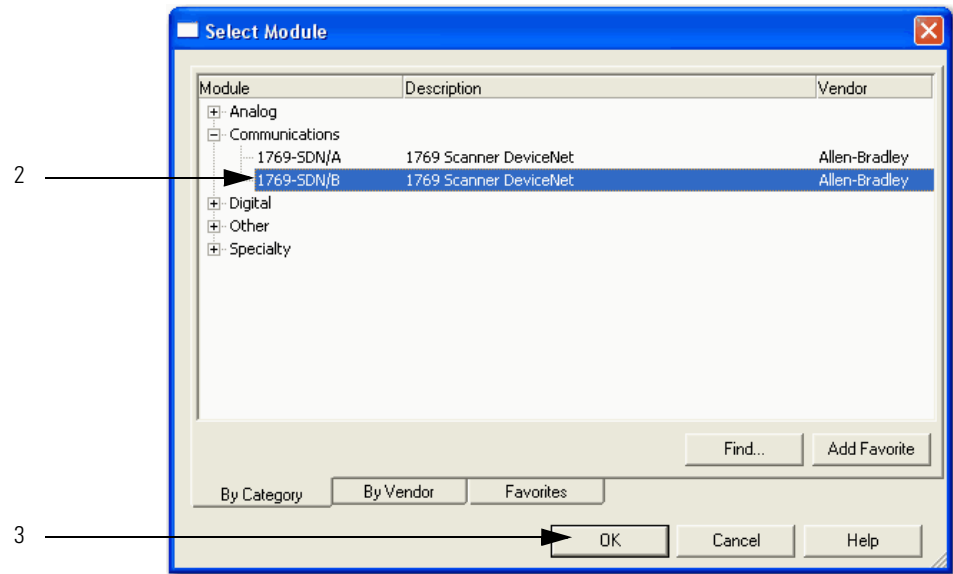 Select Module
Module Description Vendor
Analog
Communications
1769-SDN/A 1769 Scanner DeviceNet Allen-Bradley
2 1769-SDN/B 1769 Scanner DeviceNet Allen-Bradley
Digital
Other
Specialty
Find... Add Favorite
By Category By Vendor Favorites
3 OK Cancel Help